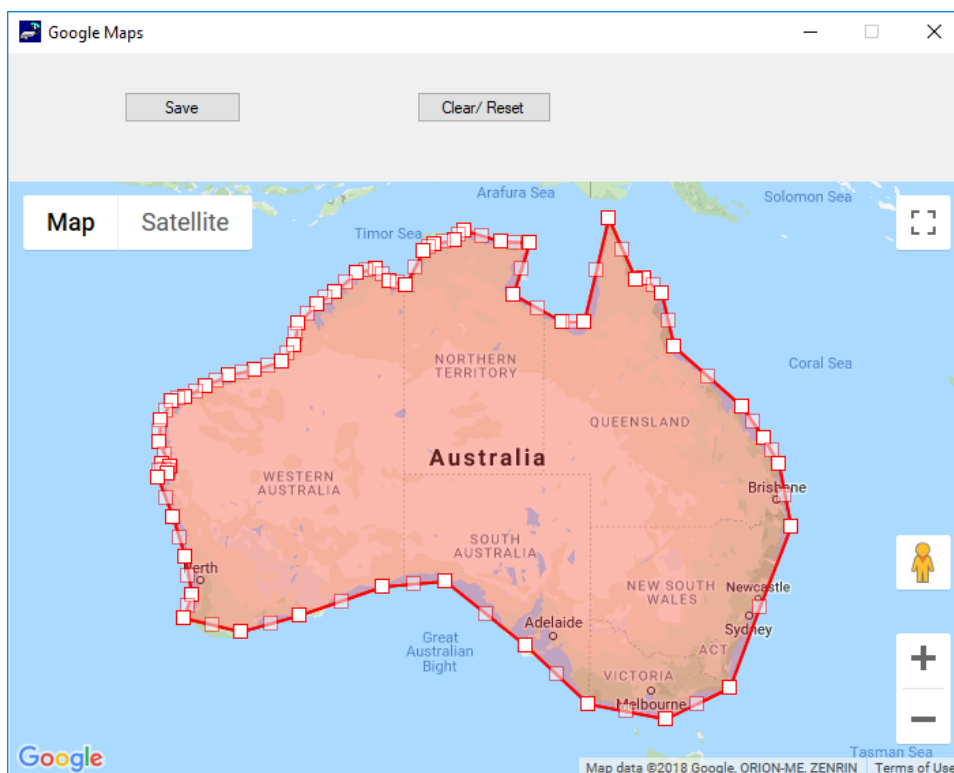 Google Maps
Save
Clear/ Reset
Map
Satellite
Arafura Sea
Solomon Sea
Timor Sea
Coral Sea
NORTHERN
TERRITORY
QUEENSLAND
Australia
WESTERN
AUSTRALIA
Brisbane
SOUTH
AUSTRALIA
Perth
NEW SOUTH
WALES
Newcastle
Adelaide
Sydney
Great
Australian
Bight
ACT
VICTORIA
Melbourne
Tasman Sea
Google
Map data ©2018 Google, ORION-ME, ZENRIN
Terms of Use